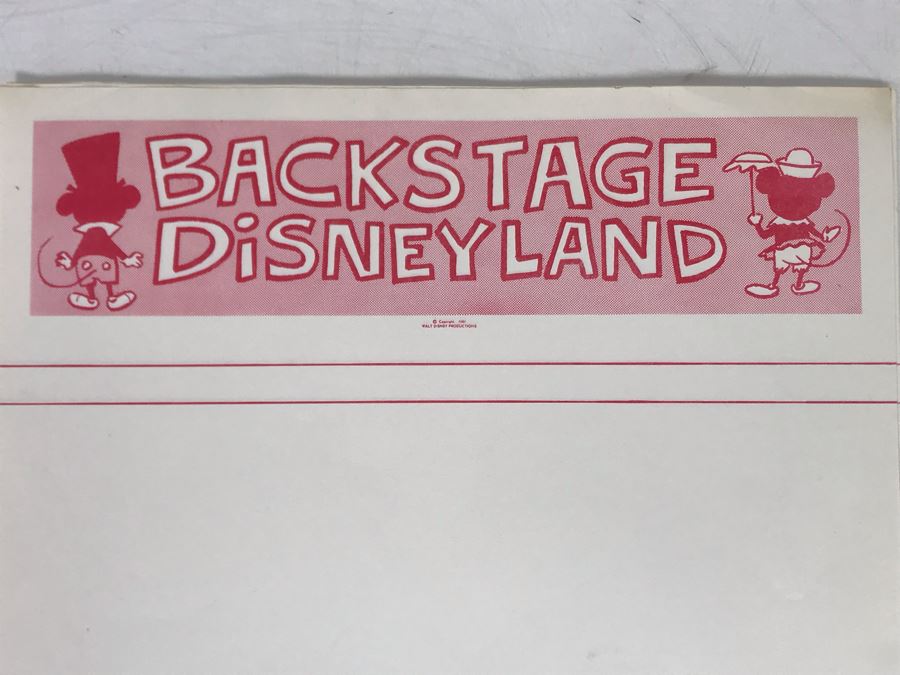 BACKSTAGE
DiSNEYLAND
© Copyright
WALT DISNEY PRODUCTIONS